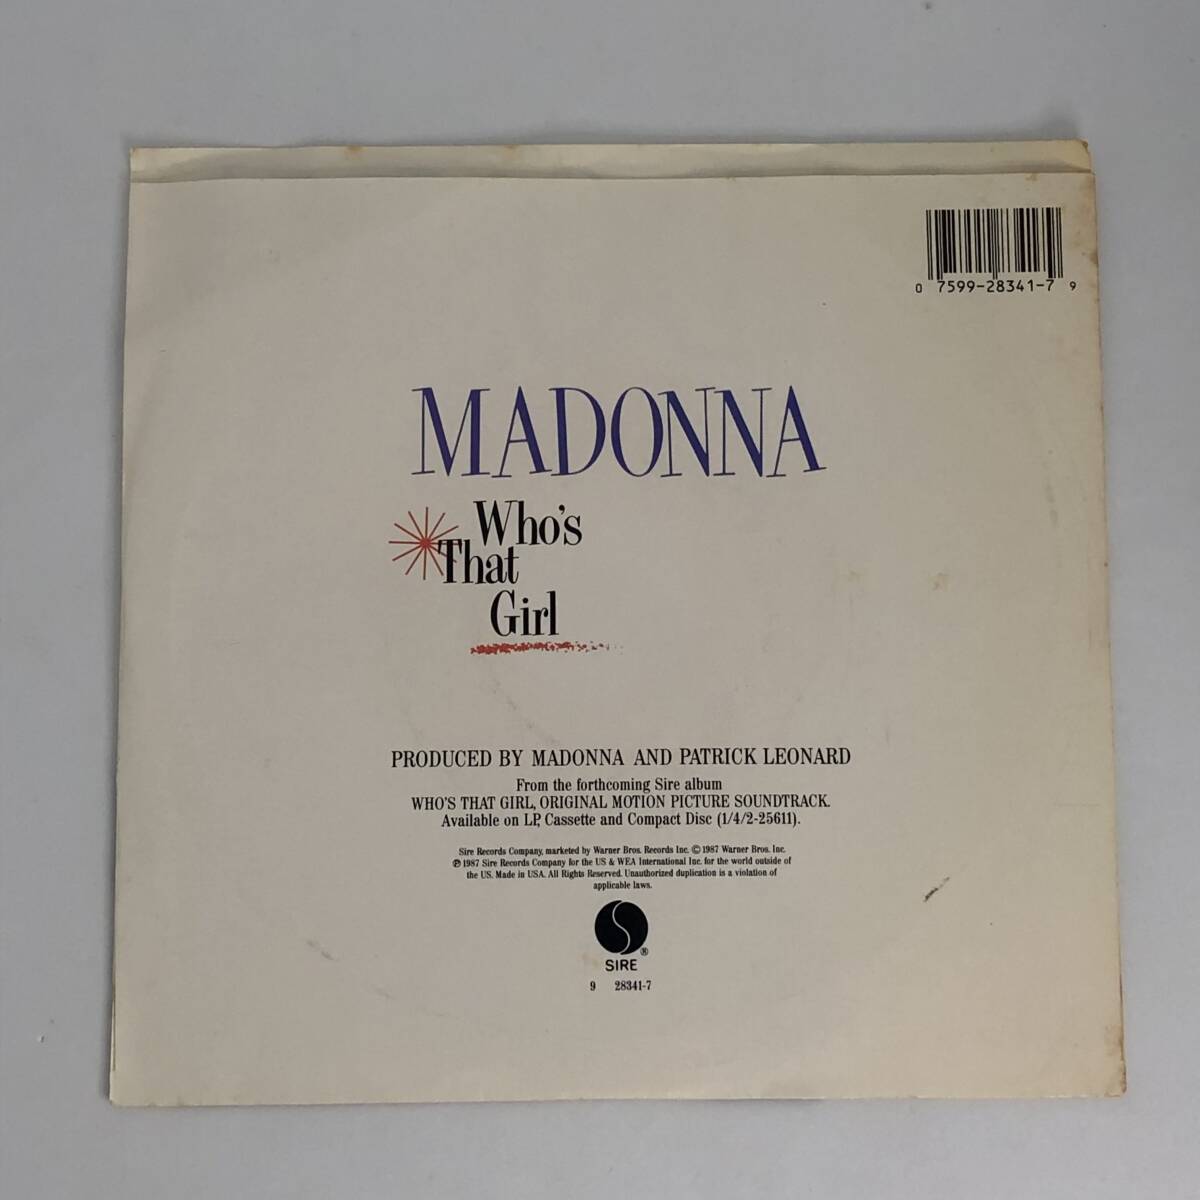 0 7599-28341-7 9
MADONNA
Who's
That
Girl
PRODUCED BY MADONNA AND PATRICK LEONARD
From the forthcoming Sire album
WHO'S THAT GIRL, ORIGINAL MOTION PICTURE SOUNDTRACK.
Available on LP, Cassette and Compact Disc (1/4/2-25611).
Sire Records Company, marketed by Warner Bros. Records Inc. © 1987 Warner Bros. Inc.
℗ 1987 Sire Records Company for the US & WEA International Inc. for the world outside of
the US. Made in USA. All Rights Reserved. Unauthorized duplication is a violation of
applicable laws.
®
SIRE
9 28341-7